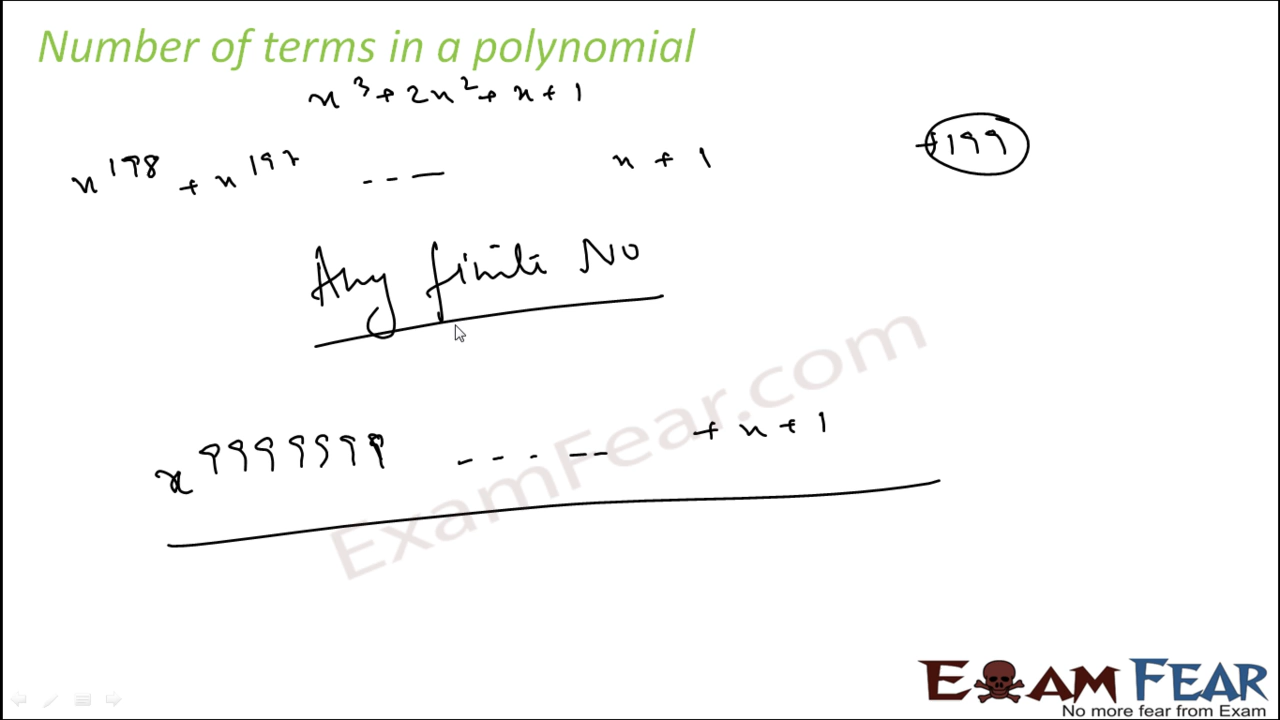 Number of terms in a polynomial
x³ + 2x² + x + 1
x¹⁹⁸ + x¹⁹⁷ --- x + 1
+199
Any finite No
x⁹⁹⁹⁹⁹⁹⁹ ------ + x + 1
ExamFear.com
EXAM FEAR
No more fear from Exam